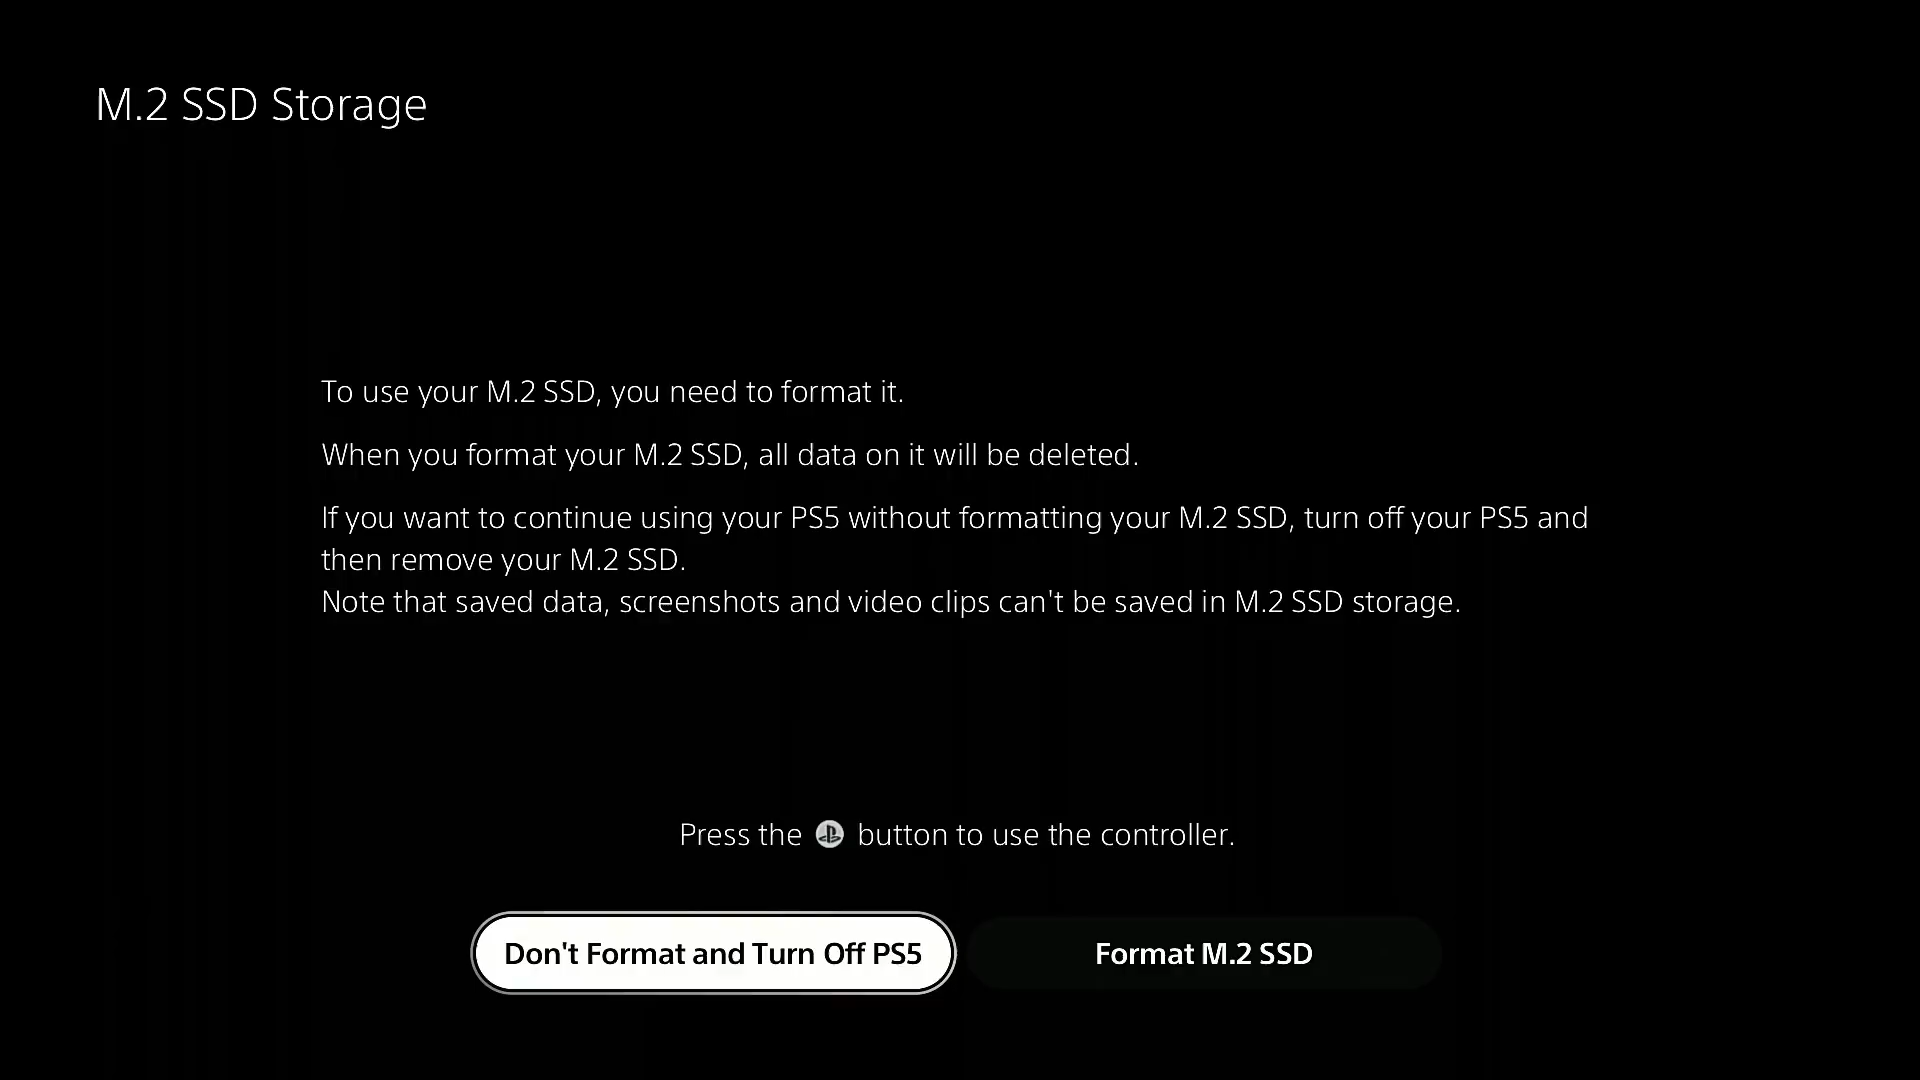 M.2 SSD Storage
To use your M.2 SSD, you need to format it.
When you format your M.2 SSD, all data on it will be deleted.
If you want to continue using your PS5 without formatting your M.2 SSD, turn off your PS5 and
then remove your M.2 SSD.
Note that saved data, screenshots and video clips can't be saved in M.2 SSD storage.
Press the button to use the controller.
Don't Format and Turn Off PS5
Format M.2 SSD